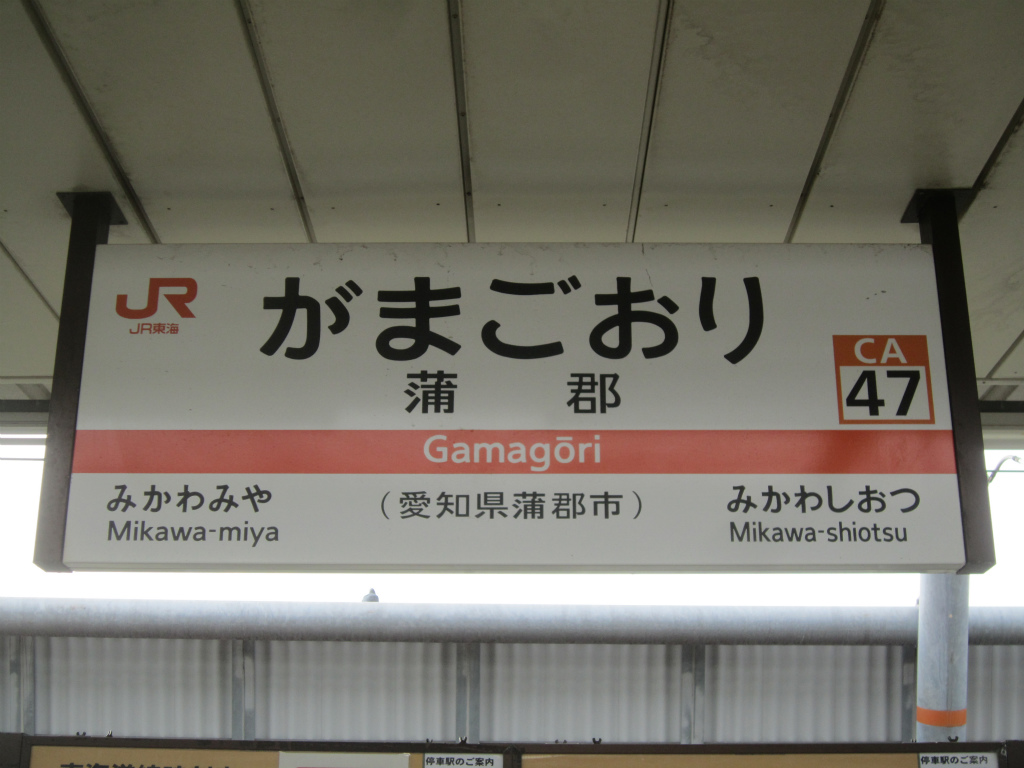 JR
JR東海
がまごおり
蒲郡
CA
47
Gamagōri
みかわみや
Mikawa-miya
（愛知県蒲郡市）
みかわしおつ
Mikawa-shiotsu
停車駅のご案内
停車駅のご案内